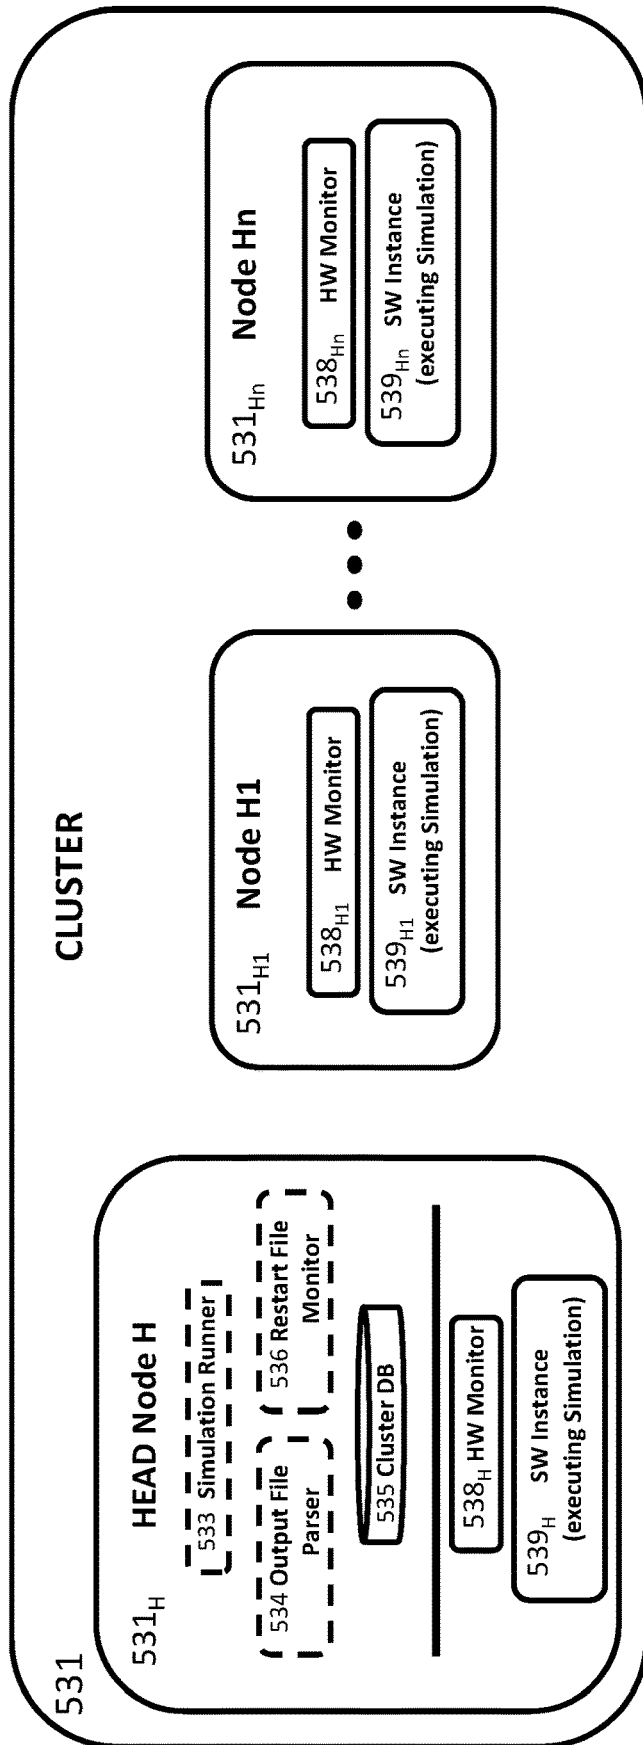 531
CLUSTER
531H HEAD Node H
533 Simulation Runner
534 Output File
Parser
536 Restart File
Monitor
535 Cluster DB
538H HW Monitor
539H SW Instance
(executing Simulation)
531H1 Node H1
538H1 HW Monitor
539H1 SW Instance
(executing Simulation)
531Hn Node Hn
538Hn HW Monitor
539Hn SW Instance
(executing Simulation)